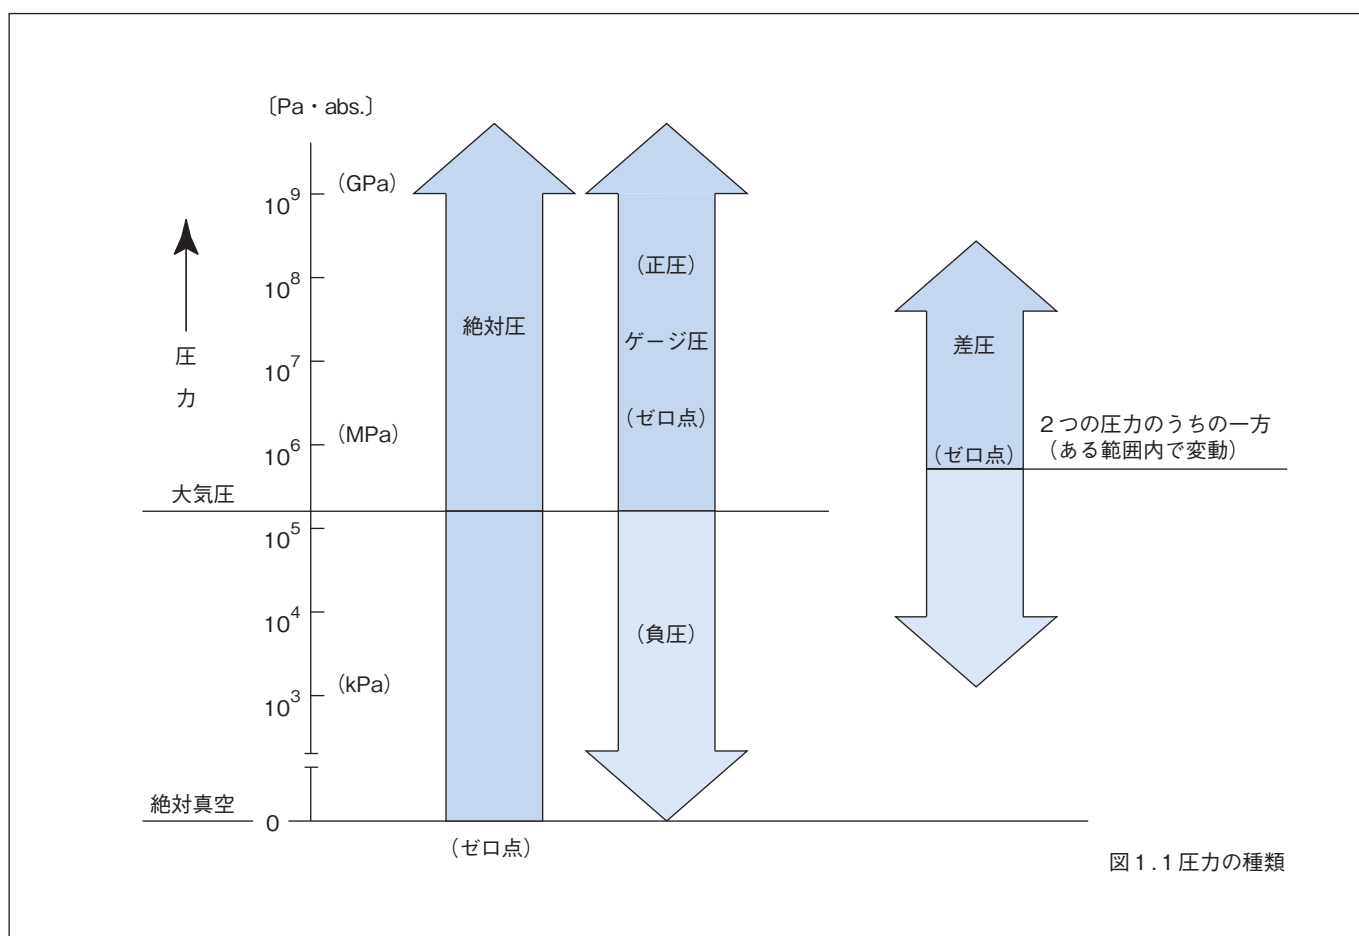 〔Pa・abs.〕
10⁹
（GPa）
10⁸
10⁷
10⁶
（MPa）
大気圧
10⁵
10⁴
10³
（kPa）
絶対真空
0
圧
力
絶対圧
（ゼロ点）
（正圧）
ゲージ圧
（ゼロ点）
（負圧）
差圧
（ゼロ点）
２つの圧力のうちの一方
（ある範囲内で変動）
図1.1圧力の種類